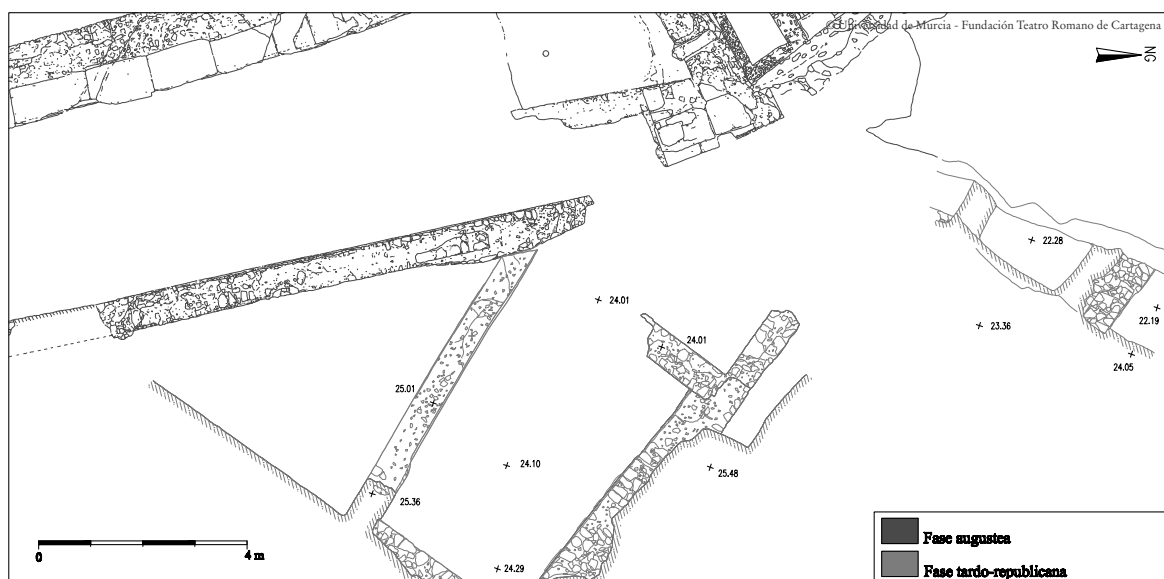 © Universidad de Murcia - Fundación Teatro Romano de Cartagena
NG
22.28
24.01
22.19
23.36
24.01
24.05
25.01
24.10
25.48
25.36
24.29
0 4 m
Fase augustea
Fase tardo-republicana